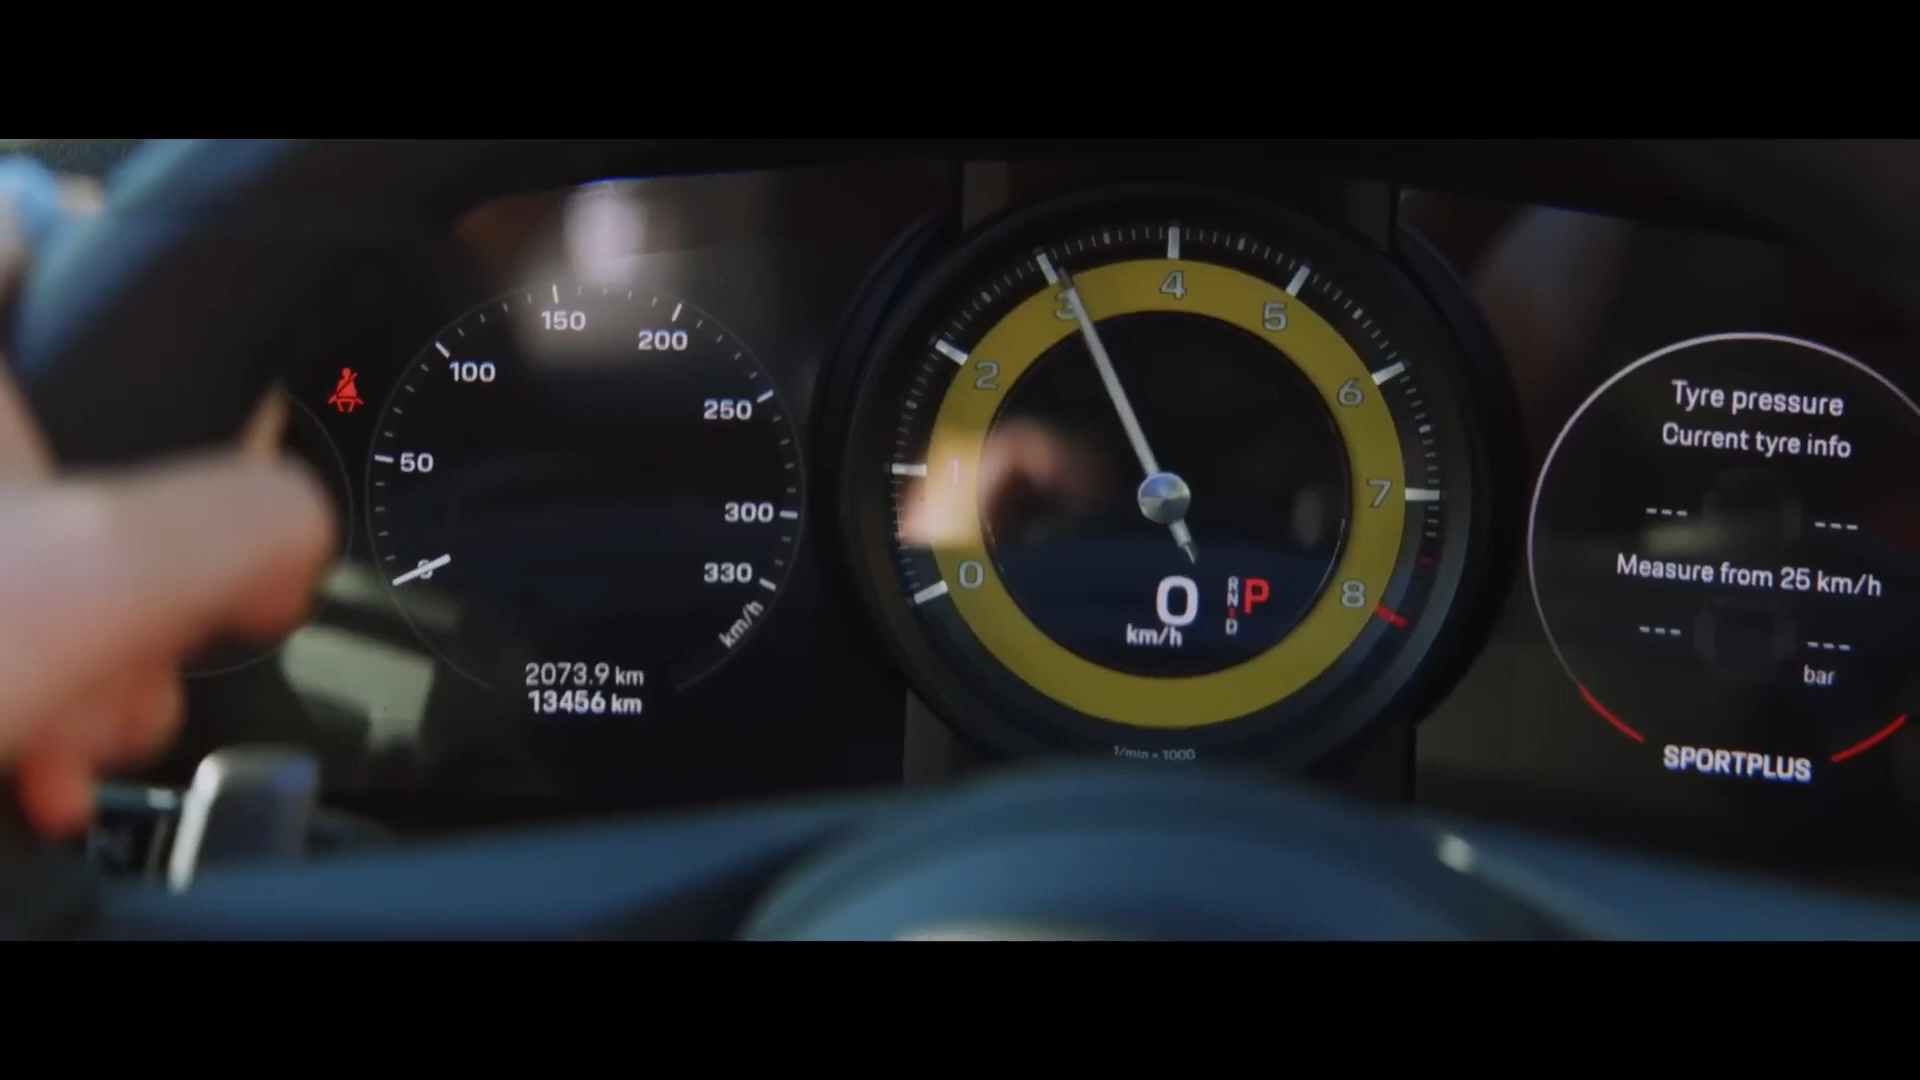 50
100
150
200
250
300
330
km/h
2073.9 km
13456 km
0
1
2
3
4
5
6
7
8
0
km/h
R
N
D
P
1/min × 1000
Tyre pressure
Current tyre info
--- ---
Measure from 25 km/h
--- ---
bar
SPORTPLUS